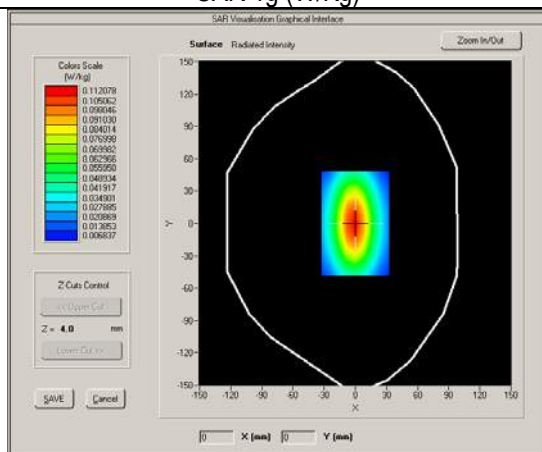 SAR Visualisation Graphical Interface
Surface Radiated Intensity
Zoom In/Out
Colors Scale
(W/kg)
0.112078
0.105062
0.098046
0.091030
0.084014
0.076998
0.069982
0.062966
0.055950
0.048934
0.041917
0.034901
0.027885
0.020869
0.013853
0.006837
150
120
90
60
30
0
-30
-60
-90
-120
-150
Y
-150 -120 -90 -60 -30 0 30 60 90 120 150
X
Z-Cuts Control
<< Upper Cut
Z = 4.0 mm
Lower Cut >>
SAVE Cancel
0 X (mm) 0 Y (mm)